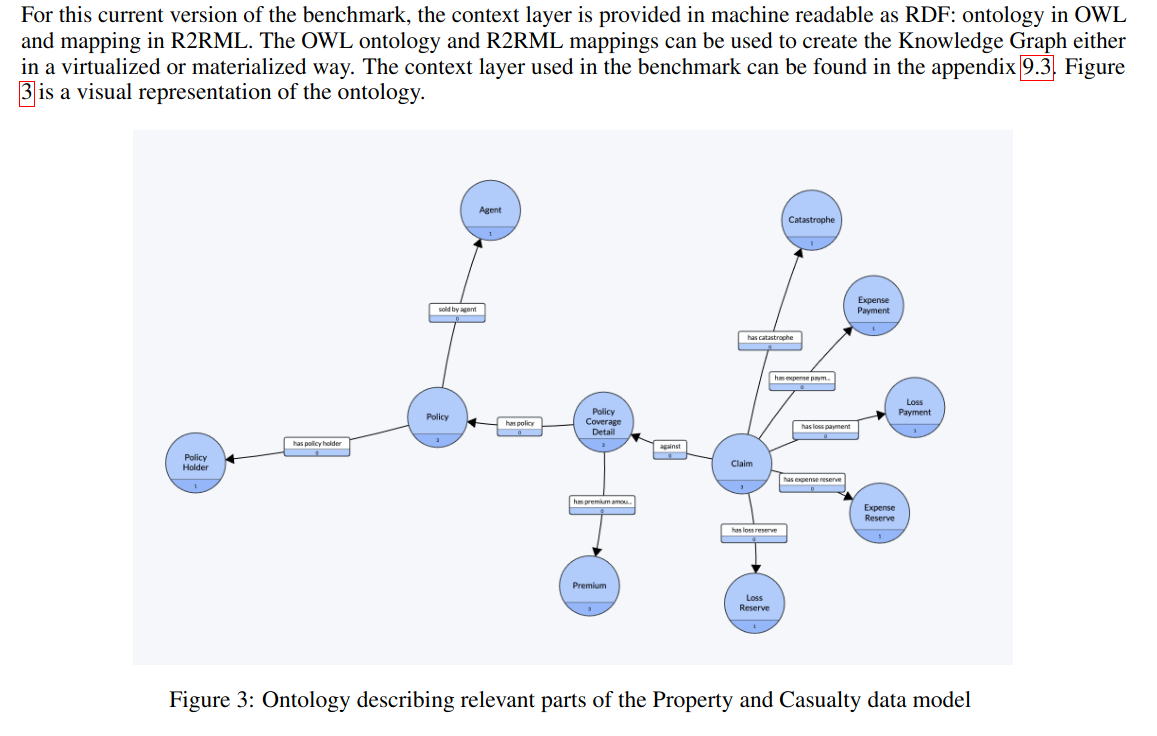 For this current version of the benchmark, the context layer is provided in machine readable as RDF: ontology in OWL
and mapping in R2RML. The OWL ontology and R2RML mappings can be used to create the Knowledge Graph either
in a virtualized or materialized way. The context layer used in the benchmark can be found in the appendix 9.3. Figure
3 is a visual representation of the ontology.
Agent
1
Catastrophe
1
Expense
Payment
1
sold by agent
0
has catastrophe
0
has expense paym...
0
Loss
Payment
1
Policy
3
has policy
0
Policy
Coverage
Detail
3
has loss payment
0
against
0
has policy holder
0
Policy
Holder
1
Claim
3
has expense reserve
0
has premium amou...
0
Expense
Reserve
1
has loss reserve
0
Premium
3
Loss
Reserve
1
Figure 3: Ontology describing relevant parts of the Property and Casualty data model